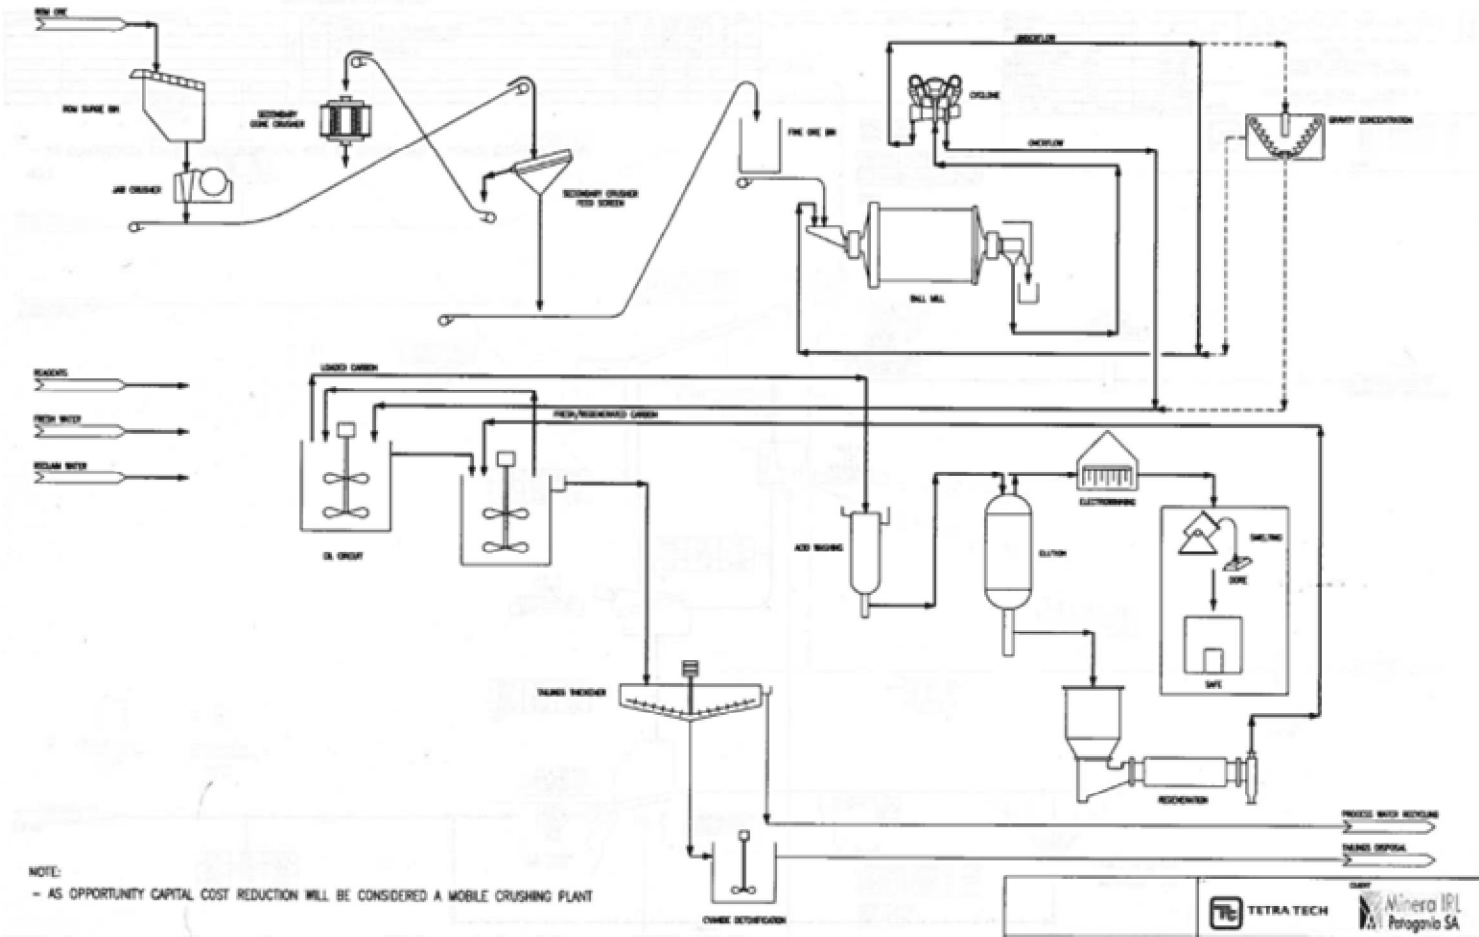 ROM ORE
ROM SURGE BIN
JAW CRUSHER
SECONDARY
CONE CRUSHER
SECONDARY CRUSHER
FEED SCREEN
FINE ORE BIN
CYCLONE
UNDERFLOW
OVERFLOW
GRAVITY CONCENTRATION
BALL MILL
REAGENTS
FRESH WATER
RECLAIM WATER
LOADED CARBON
FRESH/REGENERATED CARBON
CIL CIRCUIT
ACID WASHING
ELUTION
ELECTROWINNING
SMELTING
DORE
SAFE
REGENERATION
TAILINGS THICKENER
CYANIDE DETOXIFICATION
PROCESS WATER RECYCLING
TAILINGS DISPOSAL
NOTE:
- AS OPPORTUNITY CAPITAL COST REDUCTION WILL BE CONSIDERED A MOBILE CRUSHING PLANT
TETRA TECH
CLIENT
Minera IRL
Patagonia SA